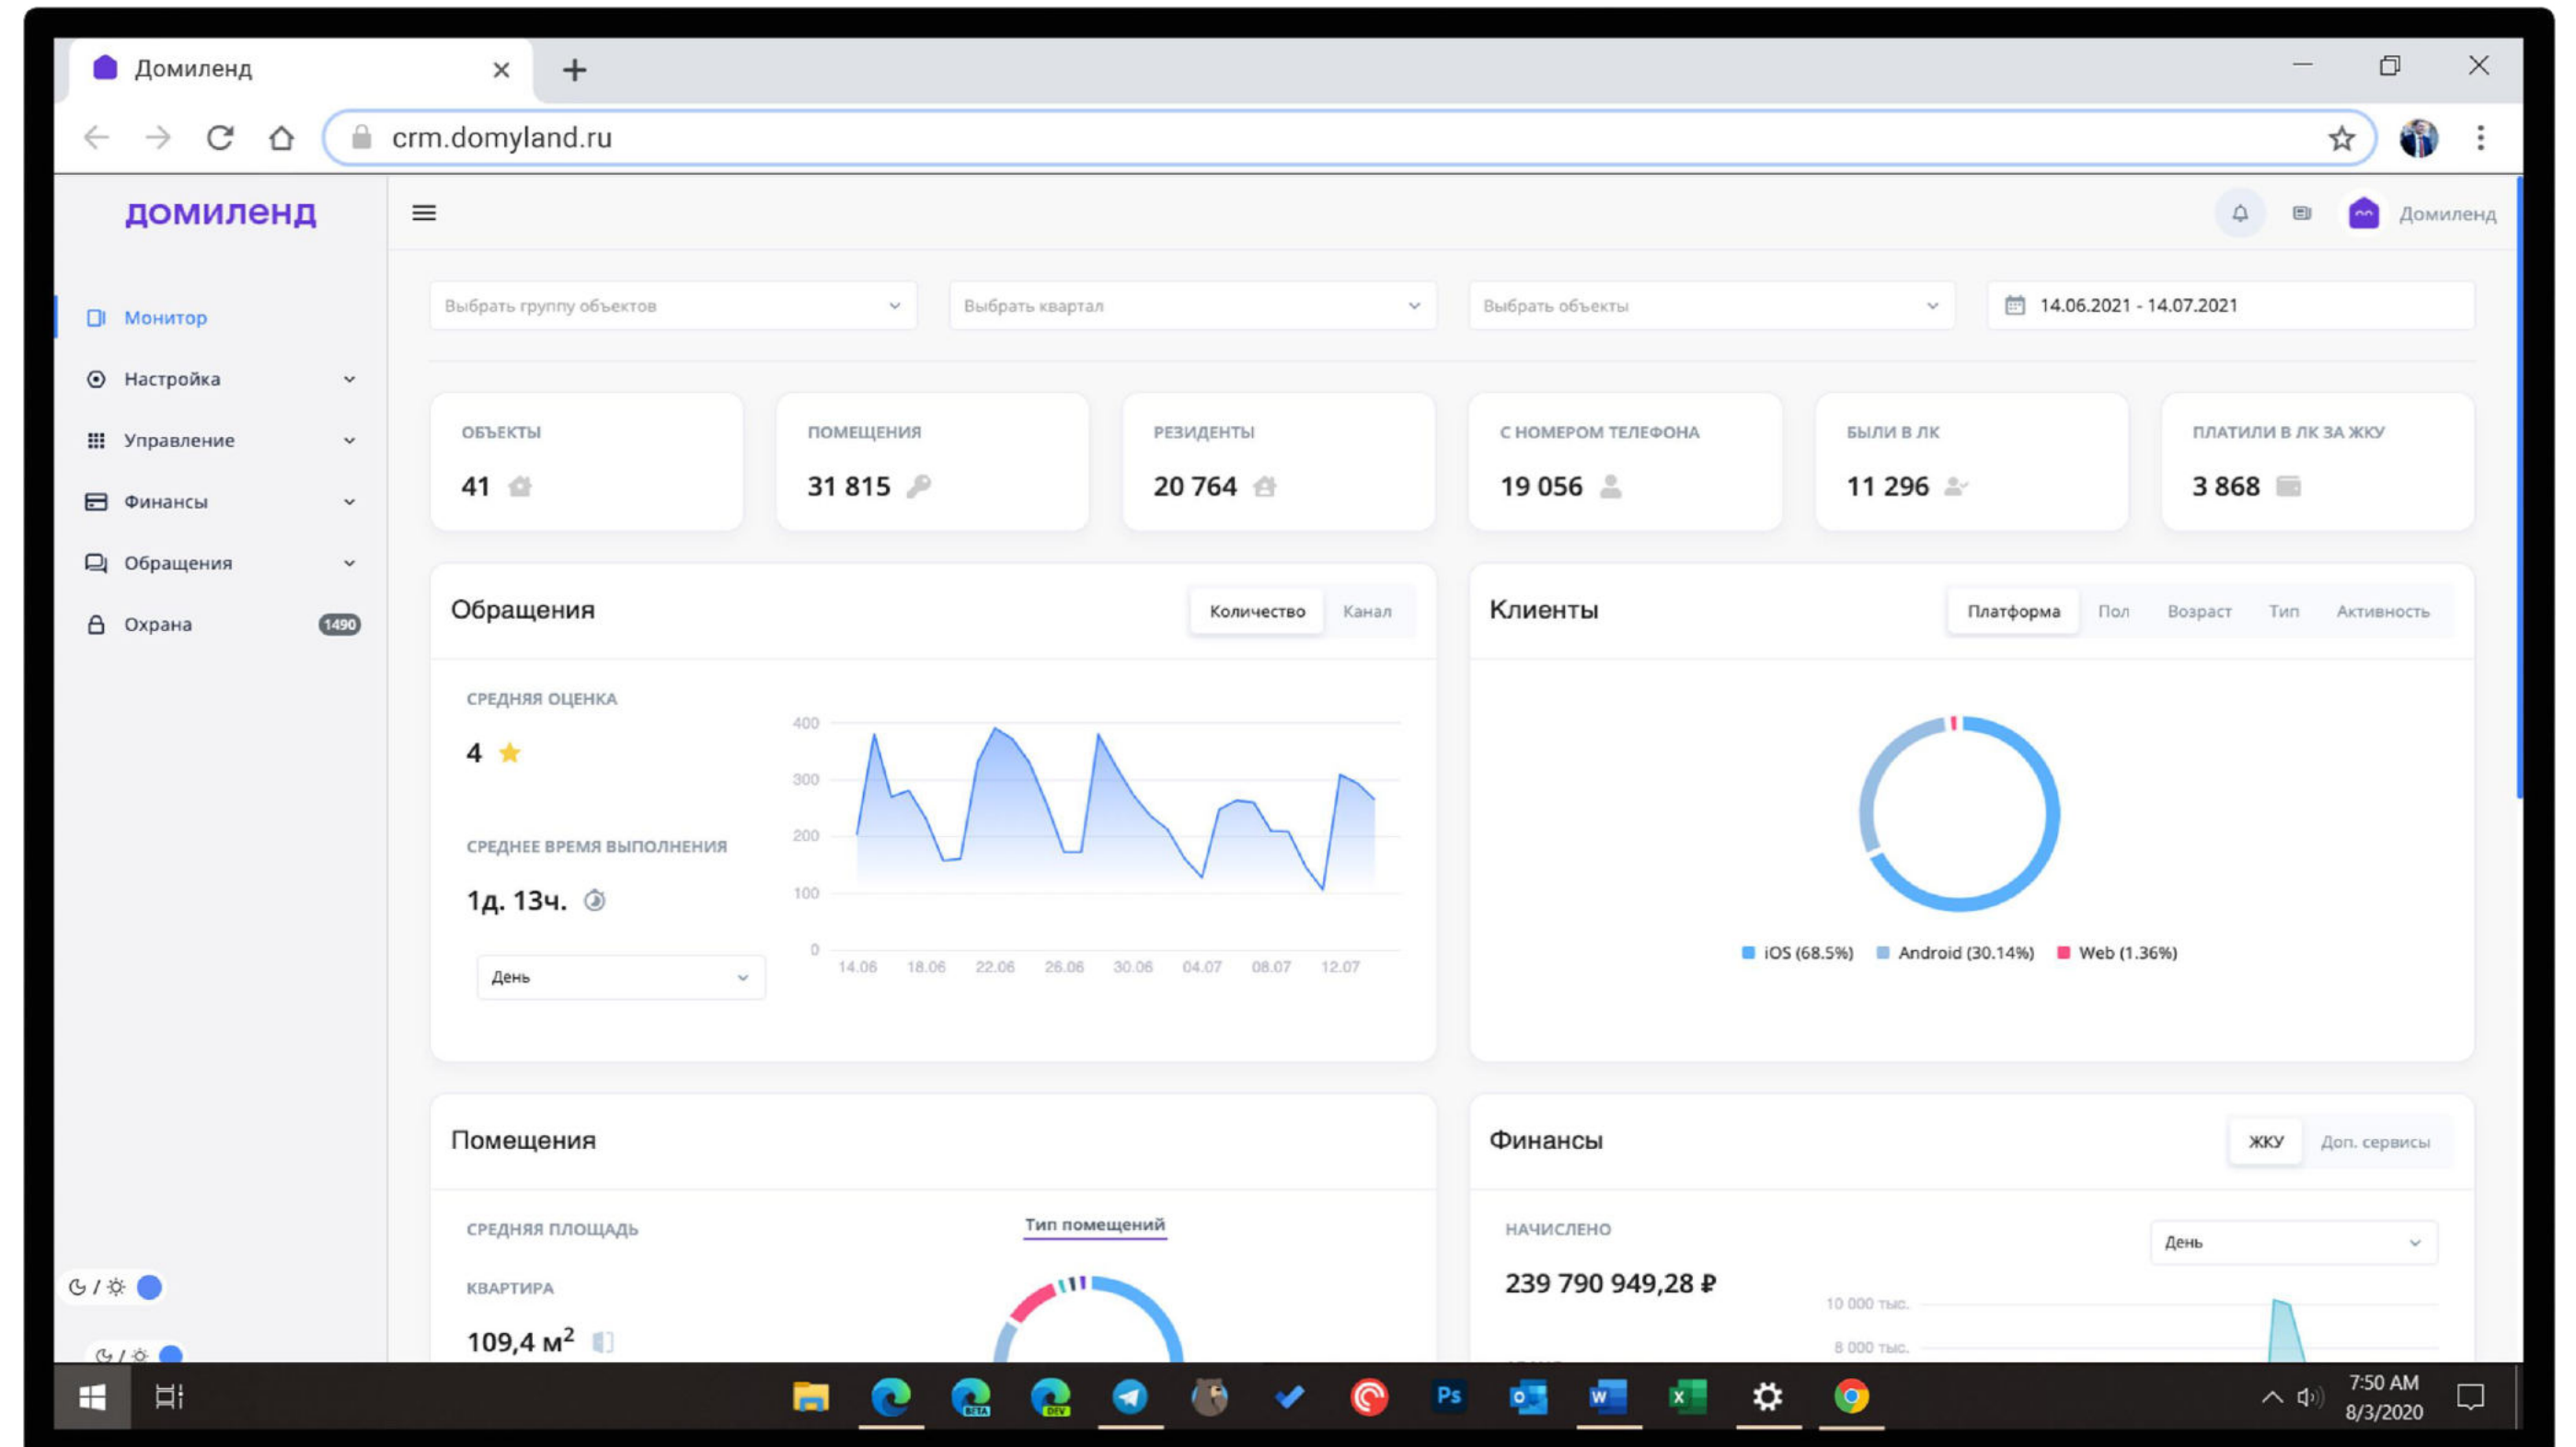 Домиленд
crm.domyland.ru
домиленд
Домиленд
Монитор
Настройка
Управление
Финансы
Обращения
Охрана 1490
Выбрать группу объектов
Выбрать квартал
Выбрать объекты
14.06.2021 - 14.07.2021
ОБЪЕКТЫ
41
ПОМЕЩЕНИЯ
31 815
РЕЗИДЕНТЫ
20 764
С НОМЕРОМ ТЕЛЕФОНА
19 056
БЫЛИ В ЛК
11 296
ПЛАТИЛИ В ЛК ЗА ЖКУ
3 868
Обращения
Количество Канал
СРЕДНЯЯ ОЦЕНКА
4
СРЕДНЕЕ ВРЕМЯ ВЫПОЛНЕНИЯ
1д. 13ч.
День
400
300
200
100
0
14.06 18.06 22.06 26.06 30.06 04.07 08.07 12.07
Клиенты
Платформа Пол Возраст Тип Активность
iOS (68.5%) Android (30.14%) Web (1.36%)
Помещения
СРЕДНЯЯ ПЛОЩАДЬ
КВАРТИРА
109,4 м²
Тип помещений
Финансы
ЖКУ Доп. сервисы
НАЧИСЛЕНО
239 790 949,28 ₽
День
10 000 тыс.
8 000 тыс.
BETA
DEV
Ps
7:50 AM
8/3/2020